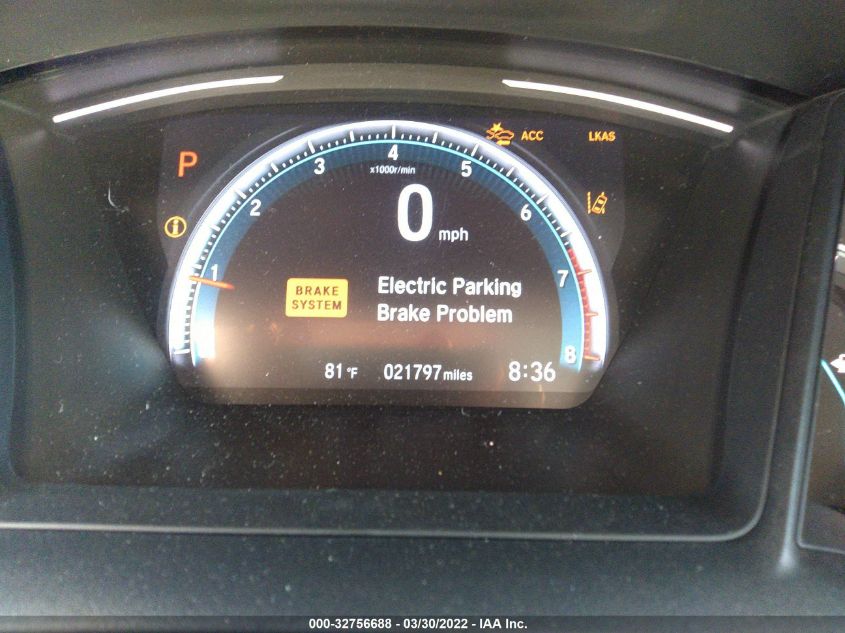 ACC
LKAS
P
x1000r/min
1
2
3
4
5
6
7
8
0 mph
i
BRAKE SYSTEM
Electric Parking
Brake Problem
81 °F
021797 miles
8:36
000-32756688 - 03/30/2022 - IAA Inc.